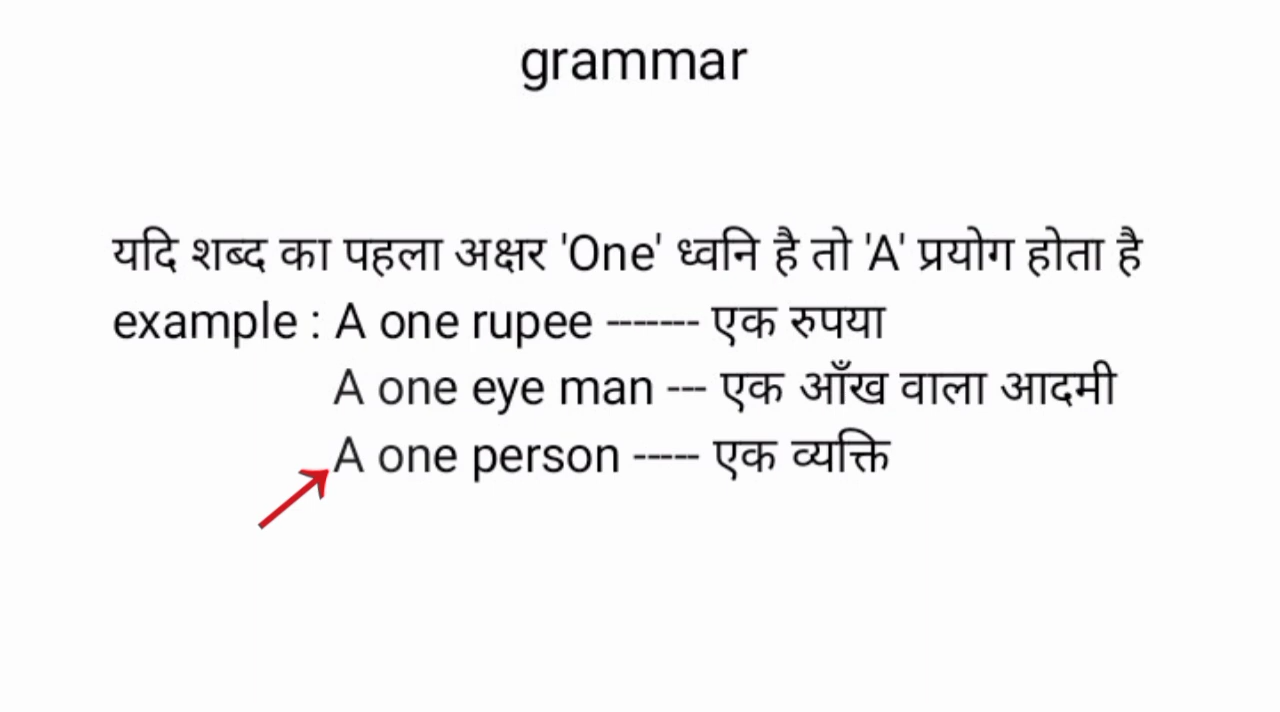 grammar
यदि शब्द का पहला अक्षर 'One' ध्वनि है तो 'A' प्रयोग होता है
example : A one rupee ------- एक रुपया
A one eye man --- एक आँख वाला आदमी
A one person ----- एक व्यक्ति